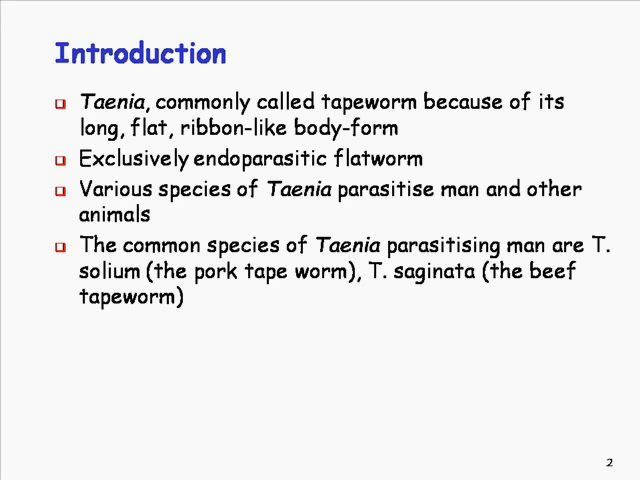 Introduction
Taenia, commonly called tapeworm because of its
long, flat, ribbon-like body-form
Exclusively endoparasitic flatworm
Various species of Taenia parasitise man and other
animals
The common species of Taenia parasitising man are T.
solium (the pork tape worm), T. saginata (the beef
tapeworm)
2